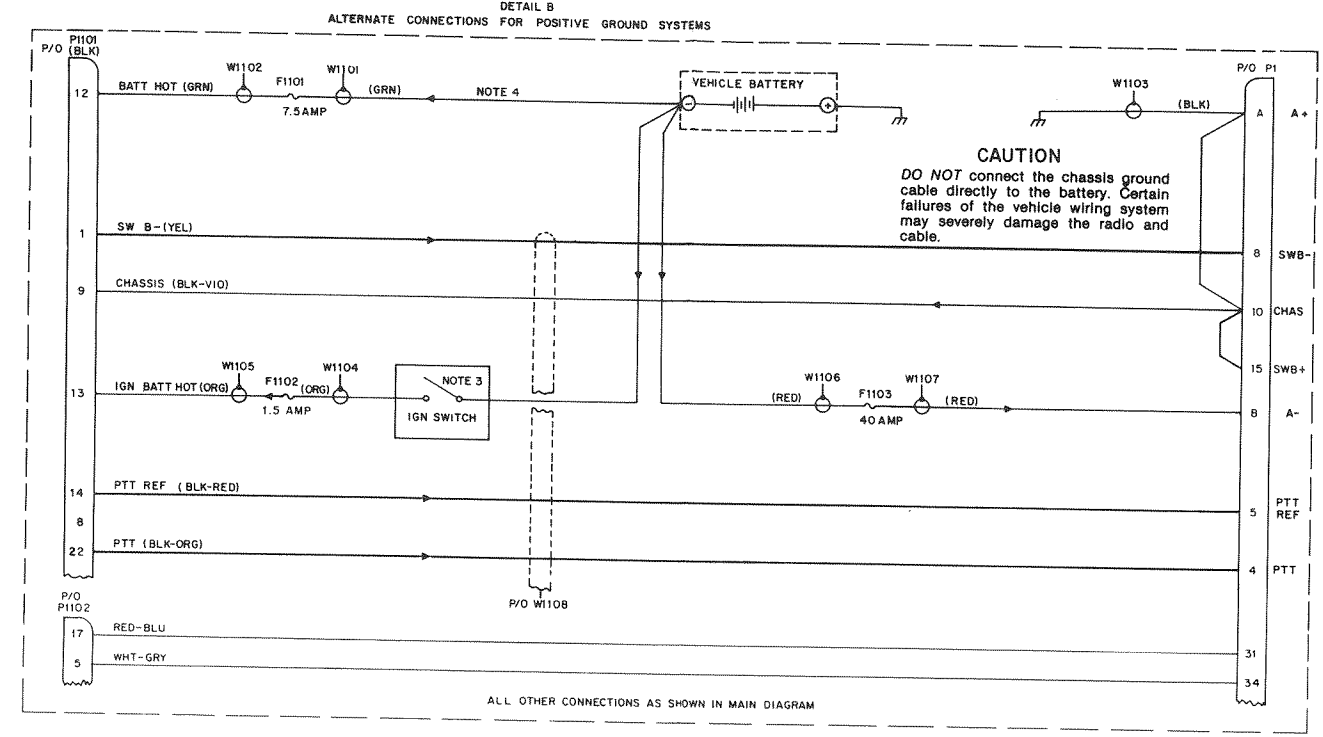 DETAIL B
ALTERNATE CONNECTIONS FOR POSITIVE GROUND SYSTEMS
P/O P1101 (BLK)
P/O P1
12
BATT HOT (GRN)
W1102
F1101
7.5AMP
W1101
(GRN)
NOTE 4
VEHICLE BATTERY
-
+
W1103
(BLK)
A
A+
CAUTION
DO NOT connect the chassis ground
cable directly to the battery. Certain
failures of the vehicle wiring system
may severely damage the radio and
cable.
1
SW B-(YEL)
8
SWB-
9
CHASSIS (BLK-VIO)
10
CHAS
15
SWB+
13
IGN BATT HOT(ORG)
W1105
F1102
1.5 AMP
(ORG)
W1104
NOTE 3
IGN SWITCH
(RED)
W1106
F1103
40AMP
W1107
(RED)
8
A-
14
PTT REF (BLK-RED)
5
PTT
REF
8
22
PTT (BLK-ORG)
4
PTT
P/O W1108
P/O
P1102
17
RED-BLU
31
5
WHT-GRY
34
ALL OTHER CONNECTIONS AS SHOWN IN MAIN DIAGRAM